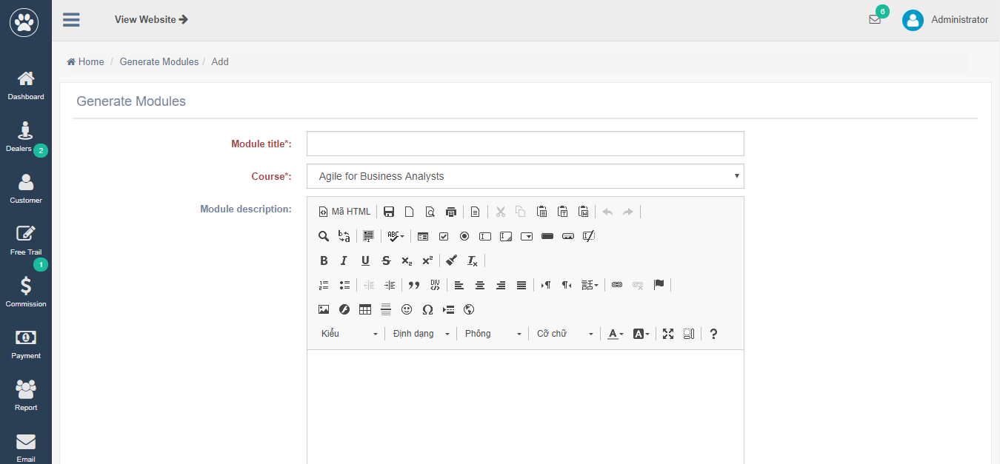 View Website
6
Administrator
Home / Generate Modules / Add
Dashboard
Dealers 2
Customer
Free Trail
1
Commission
Payment
Report
Email
Generate Modules
Module title*:
Course*: Agile for Business Analysts
Module description:
Mã HTML
Kiểu Định dạng Phông Cỡ chữ